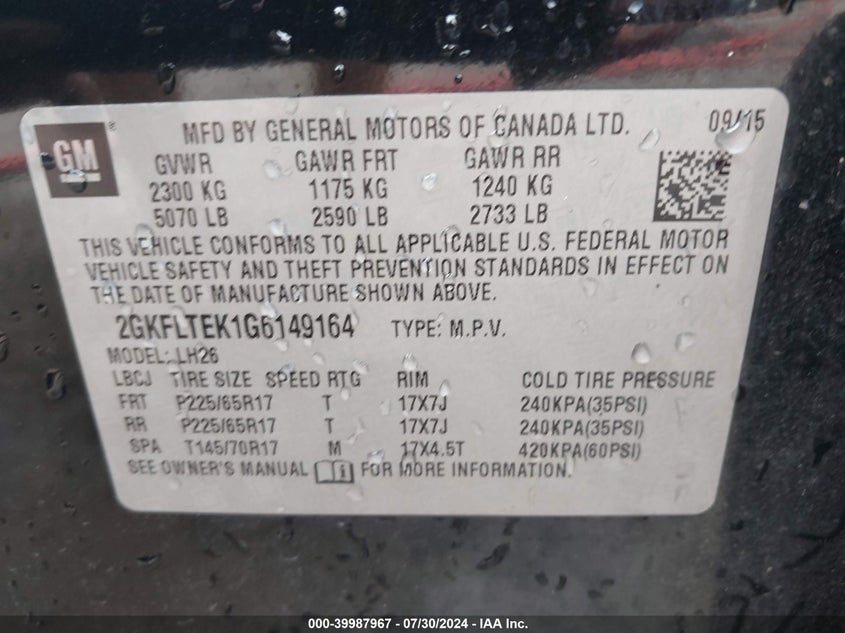 GM ®
MFD BY GENERAL MOTORS OF CANADA LTD. 09/15
GVWR GAWR FRT GAWR RR
2300 KG 1175 KG 1240 KG
5070 LB 2590 LB 2733 LB
E
THIS VEHICLE CONFORMS TO ALL APPLICABLE U.S. FEDERAL MOTOR
VEHICLE SAFETY AND THEFT PREVENTION STANDARDS IN EFFECT ON
THE DATE OF MANUFACTURE SHOWN ABOVE.
2GKFLTEK1G6149164 TYPE: M.P.V.
MODEL: LH26
LBCJ TIRE SIZE SPEED RTG RIM COLD TIRE PRESSURE
FRT P225/65R17 T 17X7J 240KPA(35PSI)
RR P225/65R17 T 17X7J 240KPA(35PSI)
SPA T145/70R17 M 17X4.5T 420KPA(60PSI)
SEE OWNER'S MANUAL FOR MORE INFORMATION.
000-39987967 - 07/30/2024 - IAA Inc.